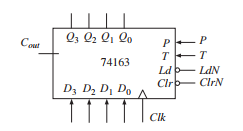 Q3 Q2 Q1 Q0
Cout
P P
74163
T T
Ld LdN
D3 D2 D1 D0
Clr ClrN
Clk